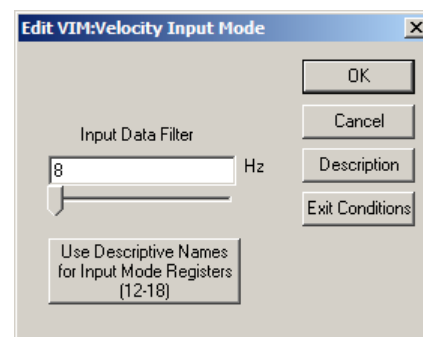 Edit VIM:Velocity Input Mode
OK
Cancel
Input Data Filter
8
Hz
Description
Exit Conditions
Use Descriptive Names
for Input Mode Registers
(12-18)